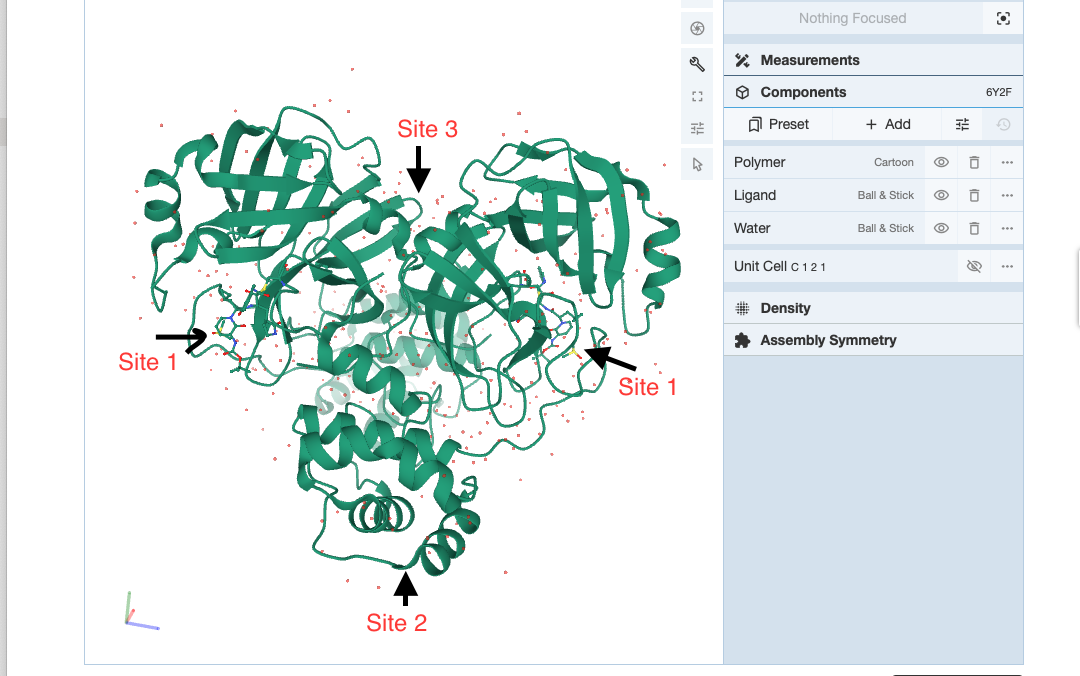 Nothing Focused
Measurements
Components 6Y2F
Preset + Add
Polymer Cartoon
Ligand Ball & Stick
Water Ball & Stick
Unit Cell C 1 2 1
Density
Assembly Symmetry
Site 3
Site 1
Site 1
Site 2